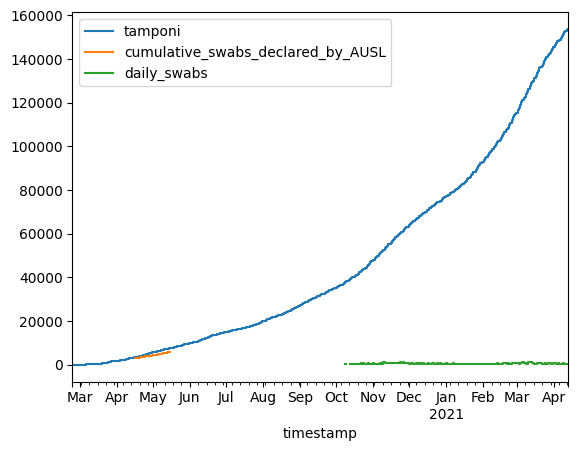 tamponi
cumulative_swabs_declared_by_AUSL
daily_swabs
160000
140000
120000
100000
80000
60000
40000
20000
0
Mar Apr May Jun Jul Aug Sep Oct Nov Dec Jan Feb Mar Apr
2021
timestamp